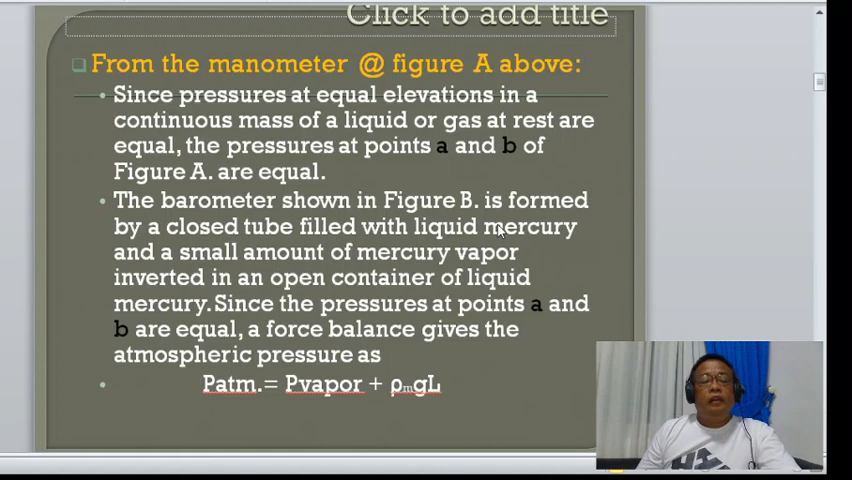 Click to add title
From the manometer @ figure A above:
• Since pressures at equal elevations in a
continuous mass of a liquid or gas at rest are
equal, the pressures at points a and b of
Figure A. are equal.
• The barometer shown in Figure B. is formed
by a closed tube filled with liquid mercury
and a small amount of mercury vapor
inverted in an open container of liquid
mercury. Since the pressures at points a and
b are equal, a force balance gives the
atmospheric pressure as
• Patm.= Pvapor + ρₘgL